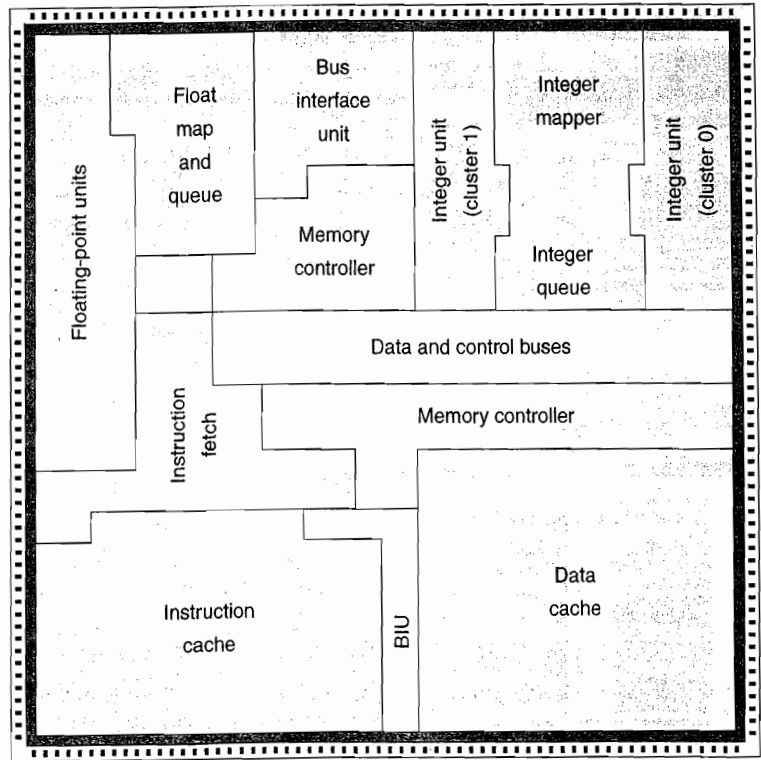 Float
map
and
queue
Bus
interface
unit
Integer unit
(cluster 1)
Integer
mapper
Integer unit
(cluster 0)
Floating-point units
Memory
controller
Integer
queue
Data and control buses
Instruction
fetch
Memory controller
Instruction
cache
BIU
Data
cache